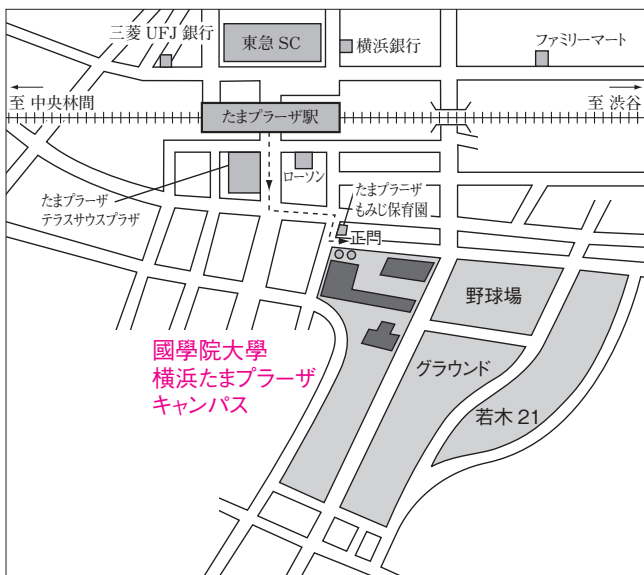 三菱 UFJ 銀行
東急 SC
横浜銀行
ファミリーマート
至 中央林間
たまプラーザ駅
至 渋谷
ローソン
たまプラーザ
テラスサウスプラザ
たまプラーザ
もみじ保育園
正門
野球場
國學院大學
横浜たまプラーザ
キャンパス
グラウンド
若木 21